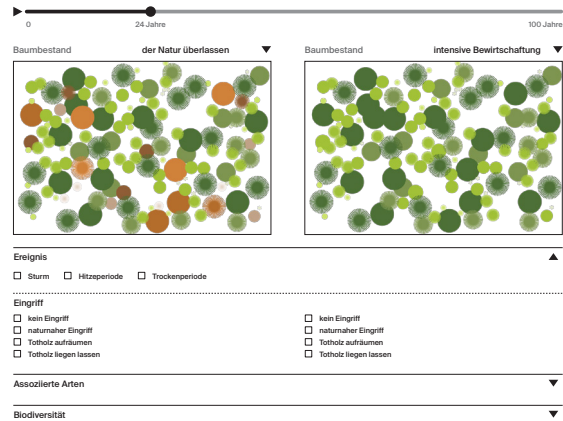 0 24 Jahre 100 Jahre
Baumbestand der Natur überlassen Baumbestand intensive Bewirtschaftung
Ereignis
Sturm Hitzeperiode Trockenperiode
Eingriff
kein Eingriff kein Eingriff
naturnaher Eingriff naturnaher Eingriff
Totholz aufräumen Totholz aufräumen
Totholz liegen lassen Totholz liegen lassen
Assoziierte Arten
Biodiversität